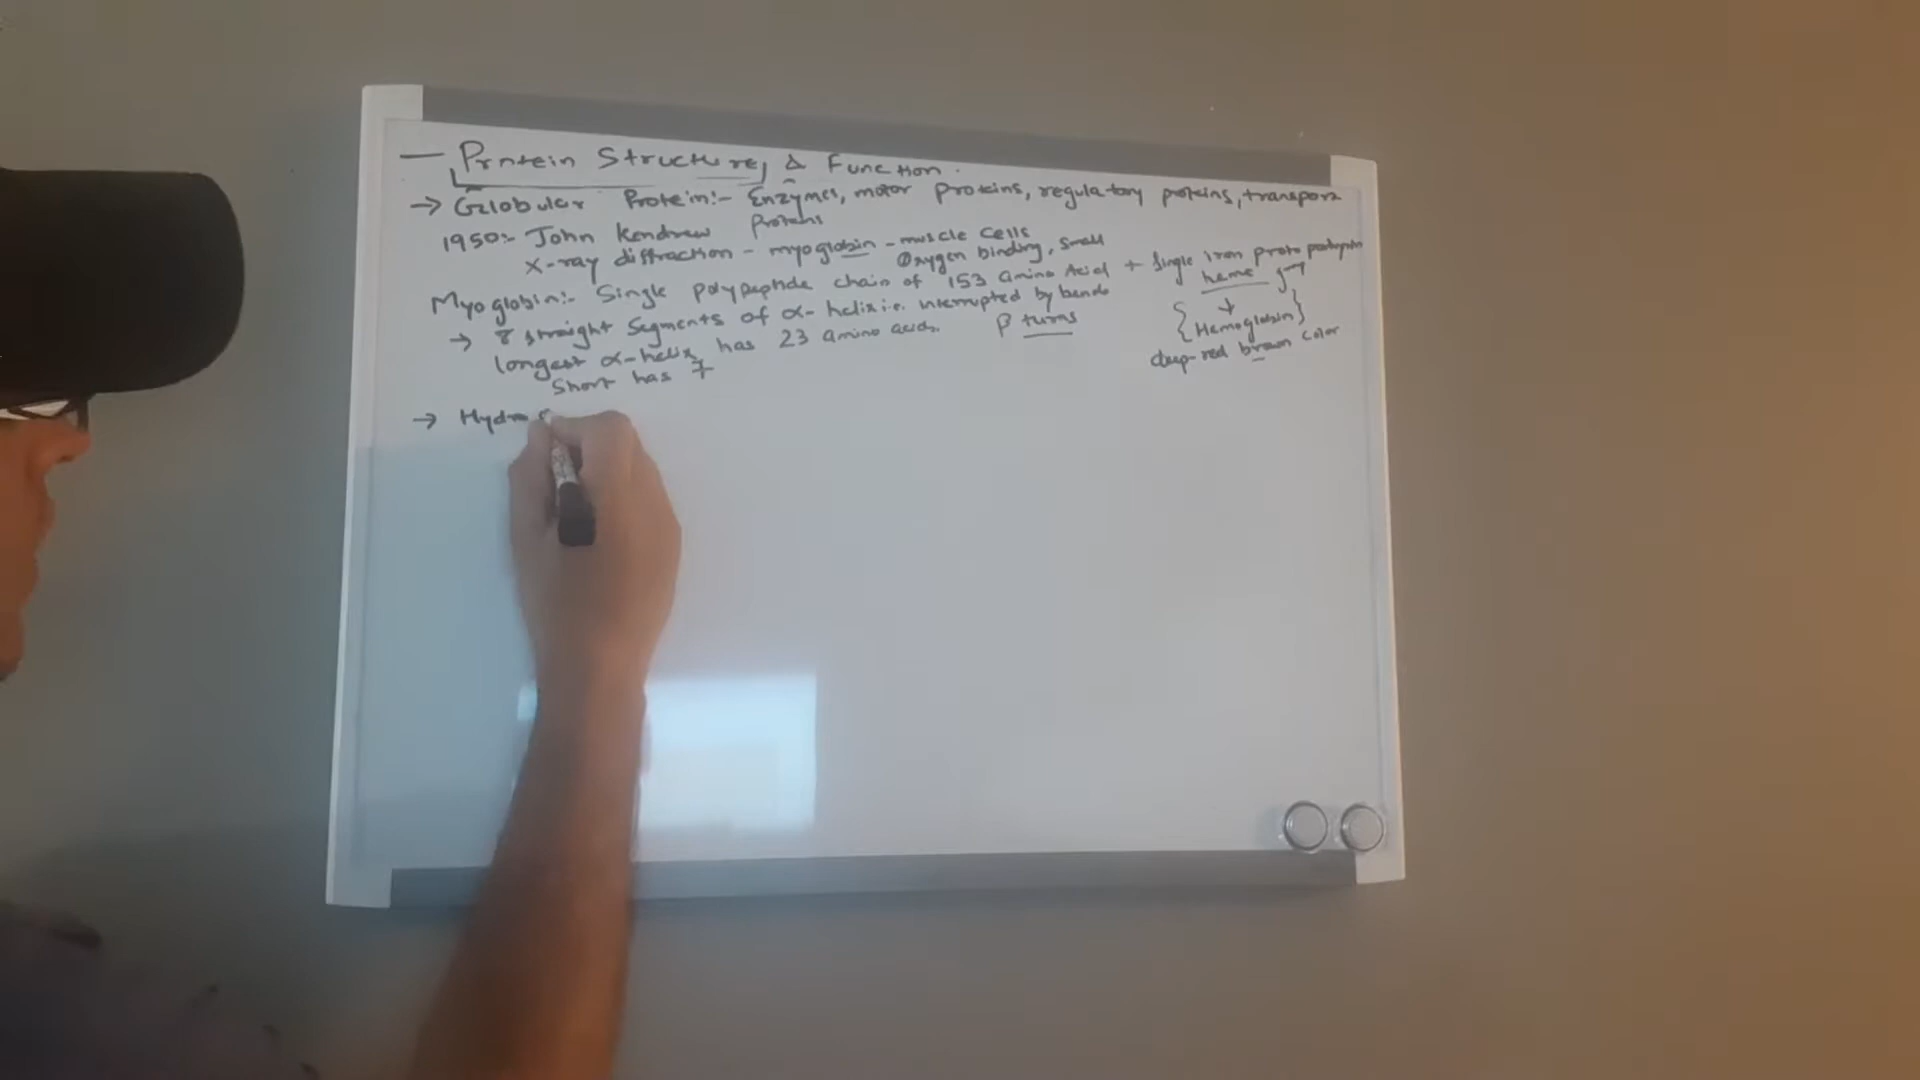 — Protein Structure, & Function.
→ Globular Protein:- Enzymes, motor proteins, regulatory proteins, transport
Proteins
1950:- John Kendrew
X-ray diffraction - myoglobin - muscle cells
Oxygen binding, small
Myoglobin:- Single polypeptide chain of 153 amino Acid + Single iron proto
heme
→ 8 straight segments of α-helix i.e. interrupted by bends
β turns
↓
{Hemoglobin}
deep-red brown color
longest α-helix has 23 amino acids.
Short has 7
→ Hydro